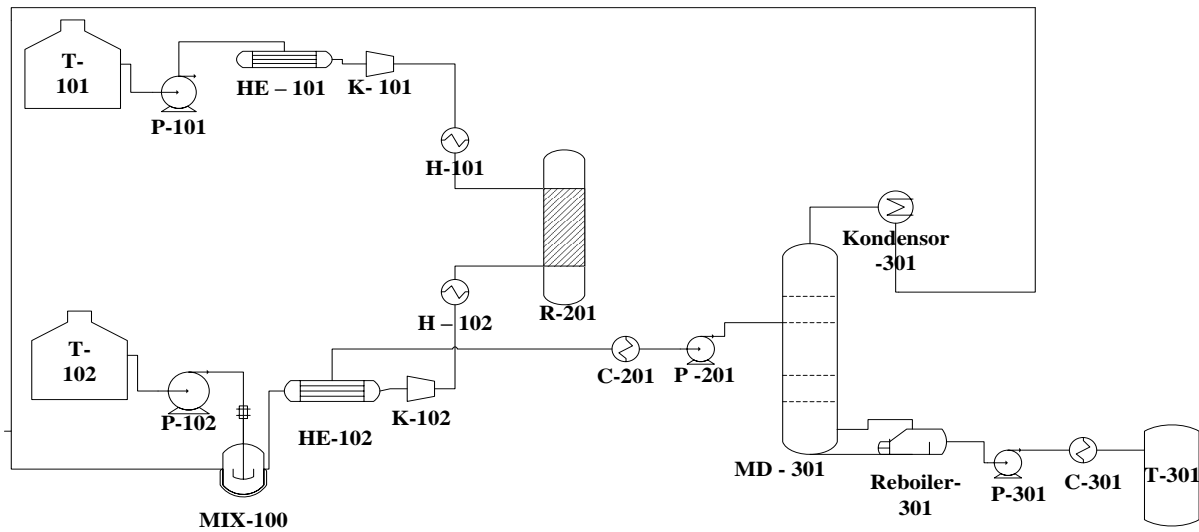 T-
101
P-101
HE – 101
K- 101
H-101
R-201
Kondensor
-301
H – 102
T-
102
P-102
HE-102
K-102
C-201
P -201
MIX-100
MD - 301
Reboiler-
301
P-301
C-301
T-301